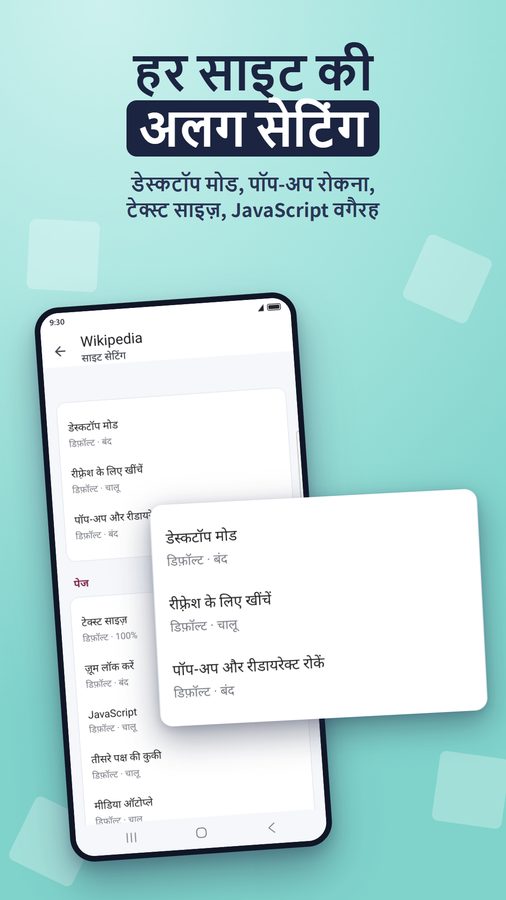 हर साइट की
अलग सेटिंग
डेस्कटॉप मोड, पॉप-अप रोकना,
टेक्स्ट साइज़, JavaScript वगैरह
9:30
Wikipedia
साइट सेटिंग
डेस्कटॉप मोड
डिफ़ॉल्ट · बंद
रीफ़्रेश के लिए खींचें
डिफ़ॉल्ट · चालू
पॉप-अप और
डिफ़ॉल्ट · बंद
डेस्कटॉप मोड
डिफ़ॉल्ट · बंद
रीफ़्रेश के लिए खींचें
डिफ़ॉल्ट · चालू
पॉप-अप और रीडायरेक्ट रोकें
डिफ़ॉल्ट · बंद
पेज
टेक्स्ट साइज़
डिफ़ॉल्ट · 100%
ज़ूम लॉक करें
डिफ़ॉल्ट · बंद
JavaScript
डिफ़ॉल्ट · चालू
तीसरे पक्ष की कुकी
डिफ़ॉल्ट · चालू
मीडिया ऑटोप्ले
डिफ़ॉल्ट · चालू